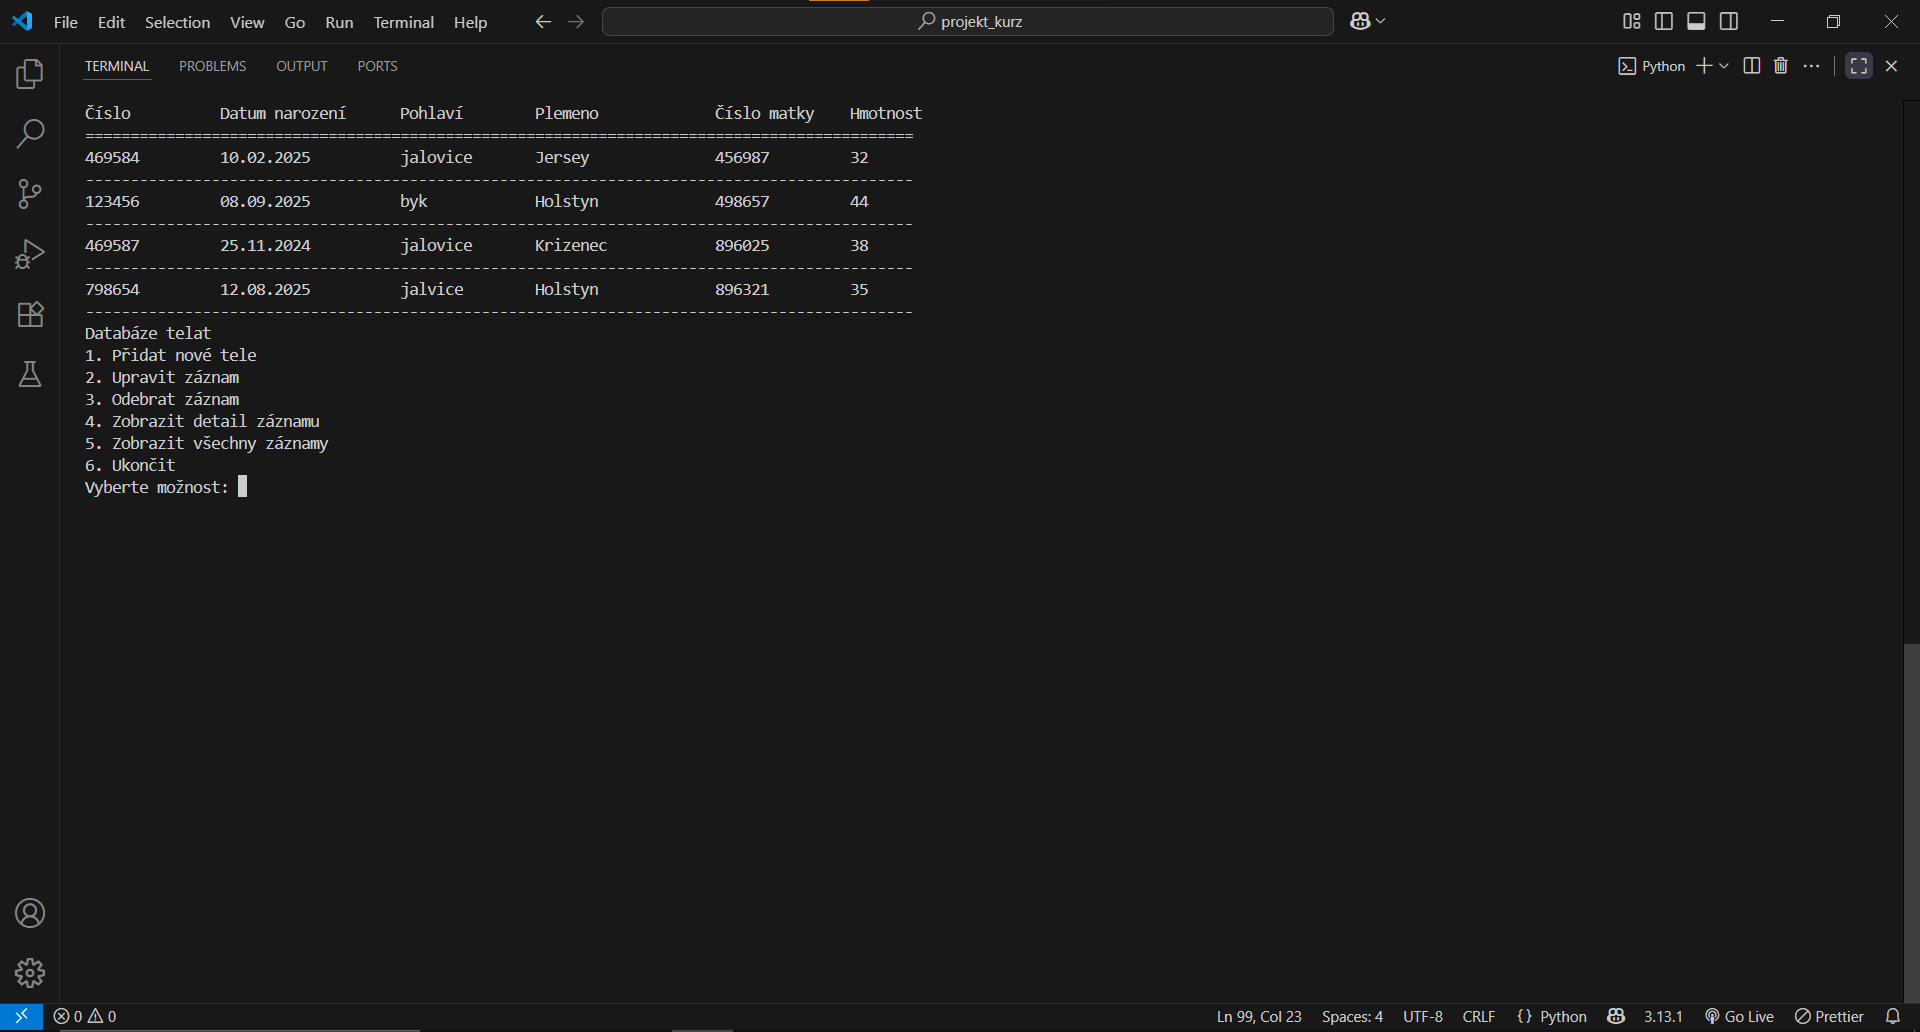 File Edit Selection View Go Run Terminal Help projekt_kurz
TERMINAL PROBLEMS OUTPUT PORTS Python
Číslo Datum narození Pohlaví Plemeno Číslo matky Hmotnost
============================================================================================
469584 10.02.2025 jalovice Jersey 456987 32
--------------------------------------------------------------------------------------------
123456 08.09.2025 byk Holstyn 498657 44
--------------------------------------------------------------------------------------------
469587 25.11.2024 jalovice Krizenec 896025 38
--------------------------------------------------------------------------------------------
798654 12.08.2025 jalvice Holstyn 896321 35
--------------------------------------------------------------------------------------------
Databáze telat
1. Přidat nové tele
2. Upravit záznam
3. Odebrat záznam
4. Zobrazit detail záznamu
5. Zobrazit všechny záznamy
6. Ukončit
Vyberte možnost:
0 0 Ln 99, Col 23 Spaces: 4 UTF-8 CRLF {} Python 3.13.1 Go Live Prettier